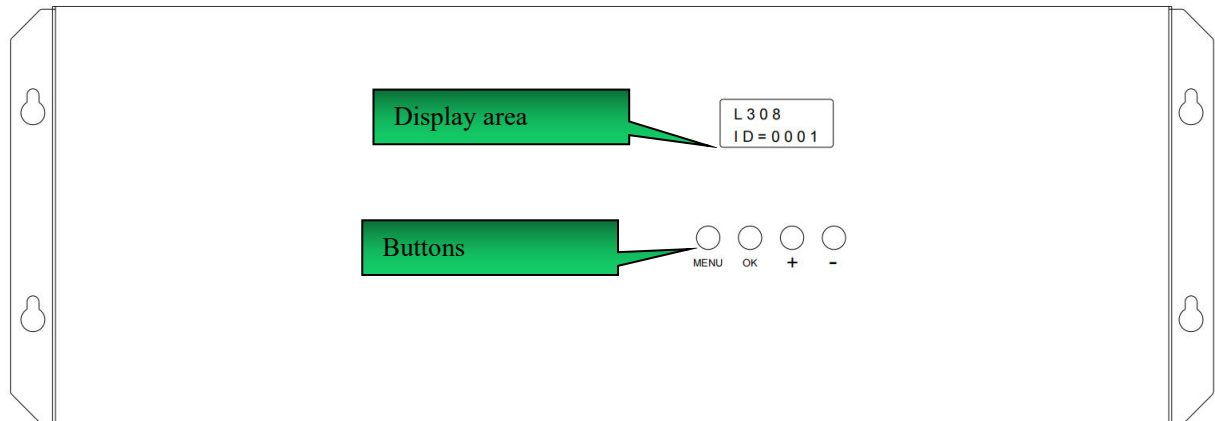 Display area
L308
ID=0001
Buttons
MENU OK + -